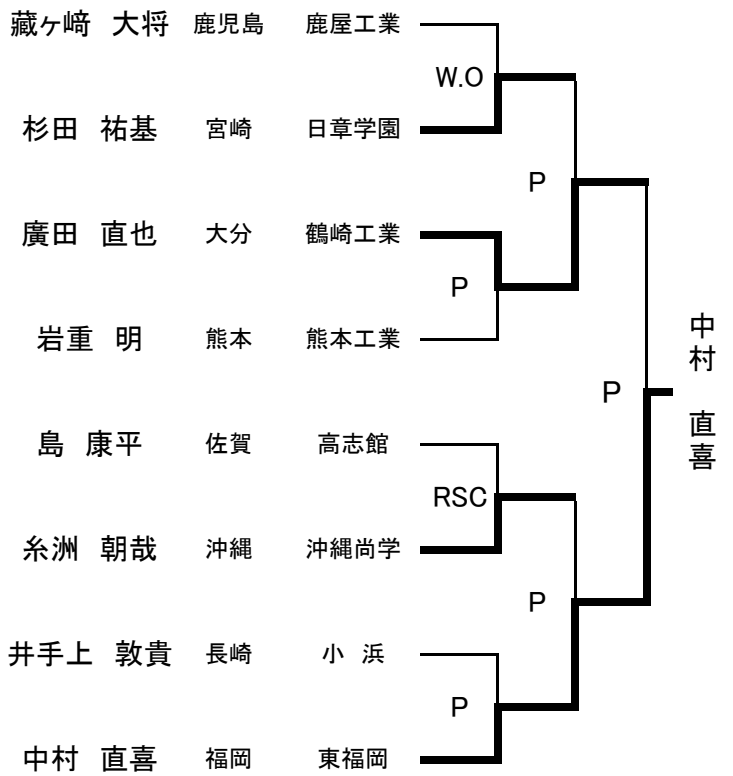 藏ヶ﨑 大将 鹿児島 鹿屋工業
W.O
杉田 祐基 宮崎 日章学園
P
廣田 直也 大分 鶴崎工業
P
岩重 明 熊本 熊本工業
P
中村 直喜
島 康平 佐賀 高志館
RSC
糸洲 朝哉 沖縄 沖縄尚学
P
井手上 敦貴 長崎 小 浜
P
中村 直喜 福岡 東福岡